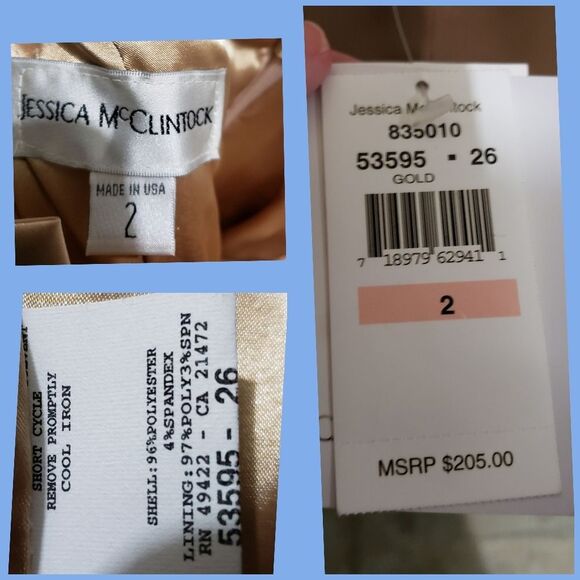 JESSICA McCLINTOCK
MADE IN USA
2
SHORT CYCLE
REMOVE PROMPTLY
COOL IRON
SHELL:96%POLYESTER
4%SPANDEX
LINING:97%POLY3%SPN
RN 49422 - CA 21472
53595 - 26
Jessica McClintock
835010
53595 - 26
GOLD
7 18979 62941 1
2
MSRP $205.00